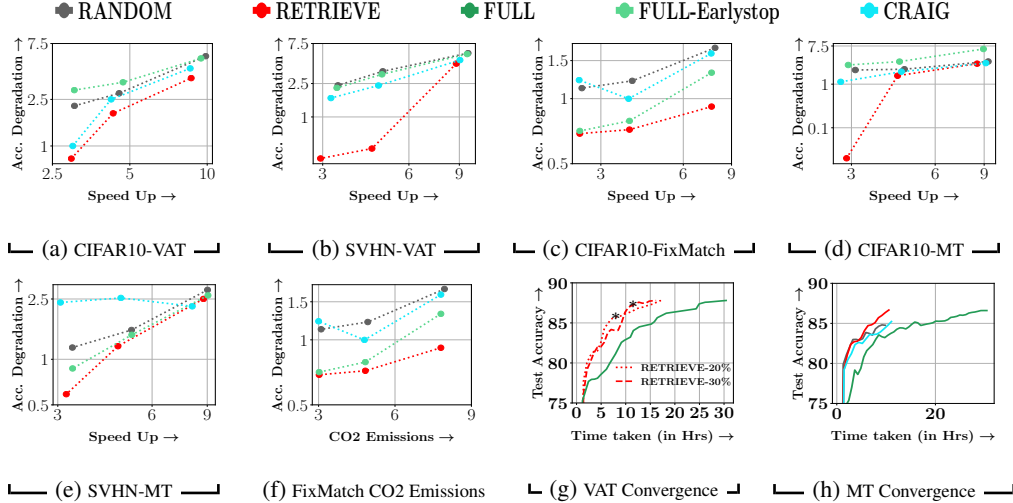 RANDOM RETRIEVE FULL FULL-Earlystop CRAIG
Acc. Degradation →
7.5
2.5
1
2.5 5 10
Speed Up →
(a) CIFAR10-VAT
Acc. Degradation →
7.5
1
3 6 9
Speed Up →
(b) SVHN-VAT
Acc. Degradation →
1.5
1
0.5
3 6 9
Speed Up →
(c) CIFAR10-FixMatch
Acc. Degradation →
7.5
1
0.1
3 6 9
Speed Up →
(d) CIFAR10-MT
Acc. Degradation →
2.5
1
0.5
3 6 9
Speed Up →
(e) SVHN-MT
Acc. Degradation →
1.5
1
0.5
3 6 9
CO2 Emissions →
(f) FixMatch CO2 Emissions
Test Accuracy →
90
85
80
75
* *
RETRIEVE-20%
RETRIEVE-30%
0 5 10 15 20 25 30
Time taken (in Hrs) →
(g) VAT Convergence
Test Accuracy →
90
85
80
75
0 20
Time taken (in Hrs) →
(h) MT Convergence